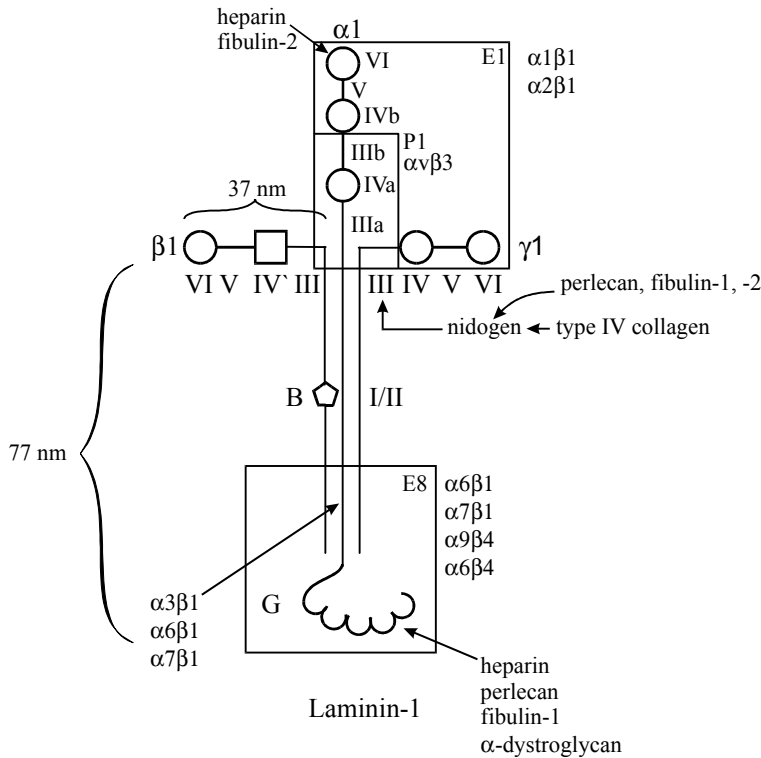 heparin
fibulin-2
α1
VI
E1
α1β1
α2β1
V
IVb
P1
αvβ3
IIIb
IVa
37 nm
IIIa
β1
γ1
VI V IV` III III IV V VI
perlecan, fibulin-1, -2
nidogen
type IV collagen
B
I/II
77 nm
E8
α6β1
α7β1
α9β4
α6β4
α3β1
α6β1
α7β1
G
heparin
perlecan
fibulin-1
α-dystroglycan
Laminin-1